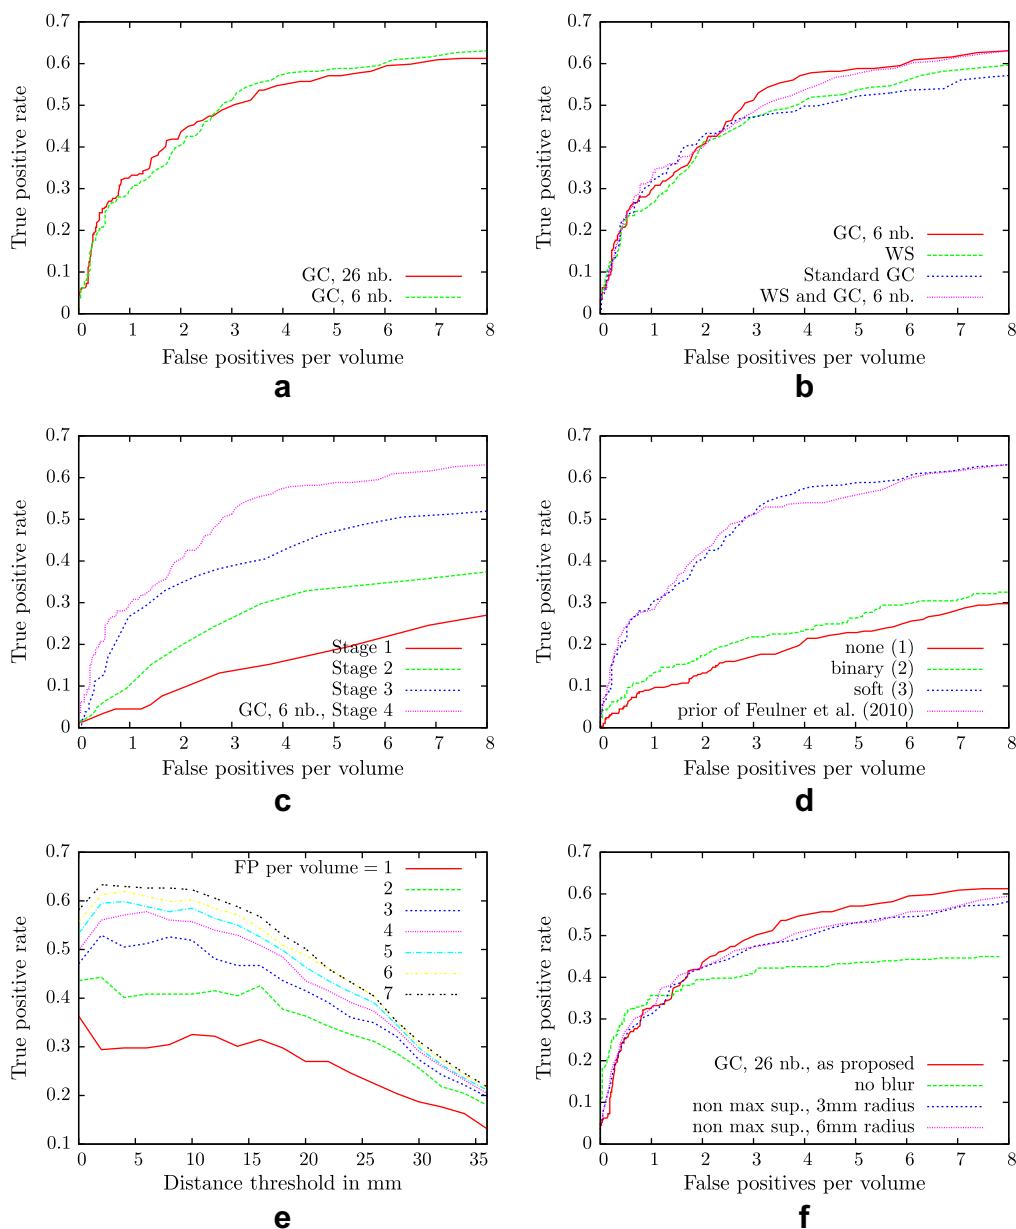 0.7
0.6
0.5
0.4
0.3
0.2
0.1
0
True positive rate
GC, 26 nb.
GC, 6 nb.
0 1 2 3 4 5 6 7 8
False positives per volume
a
0.7
0.6
0.5
0.4
0.3
0.2
0.1
0
True positive rate
GC, 6 nb.
WS
Standard GC
WS and GC, 6 nb.
0 1 2 3 4 5 6 7 8
False positives per volume
b
0.7
0.6
0.5
0.4
0.3
0.2
0.1
0
True positive rate
Stage 1
Stage 2
Stage 3
GC, 6 nb., Stage 4
0 1 2 3 4 5 6 7 8
False positives per volume
c
0.7
0.6
0.5
0.4
0.3
0.2
0.1
0
True positive rate
none (1)
binary (2)
soft (3)
prior of Feulner et al. (2010)
0 1 2 3 4 5 6 7 8
False positives per volume
d
0.7
0.6
0.5
0.4
0.3
0.2
0.1
True positive rate
FP per volume = 1
2
3
4
5
6
7
0 5 10 15 20 25 30 35
Distance threshold in mm
e
0.7
0.6
0.5
0.4
0.3
0.2
0.1
0
True positive rate
GC, 26 nb., as proposed
no blur
non max sup., 3mm radius
non max sup., 6mm radius
0 1 2 3 4 5 6 7 8
False positives per volume
f